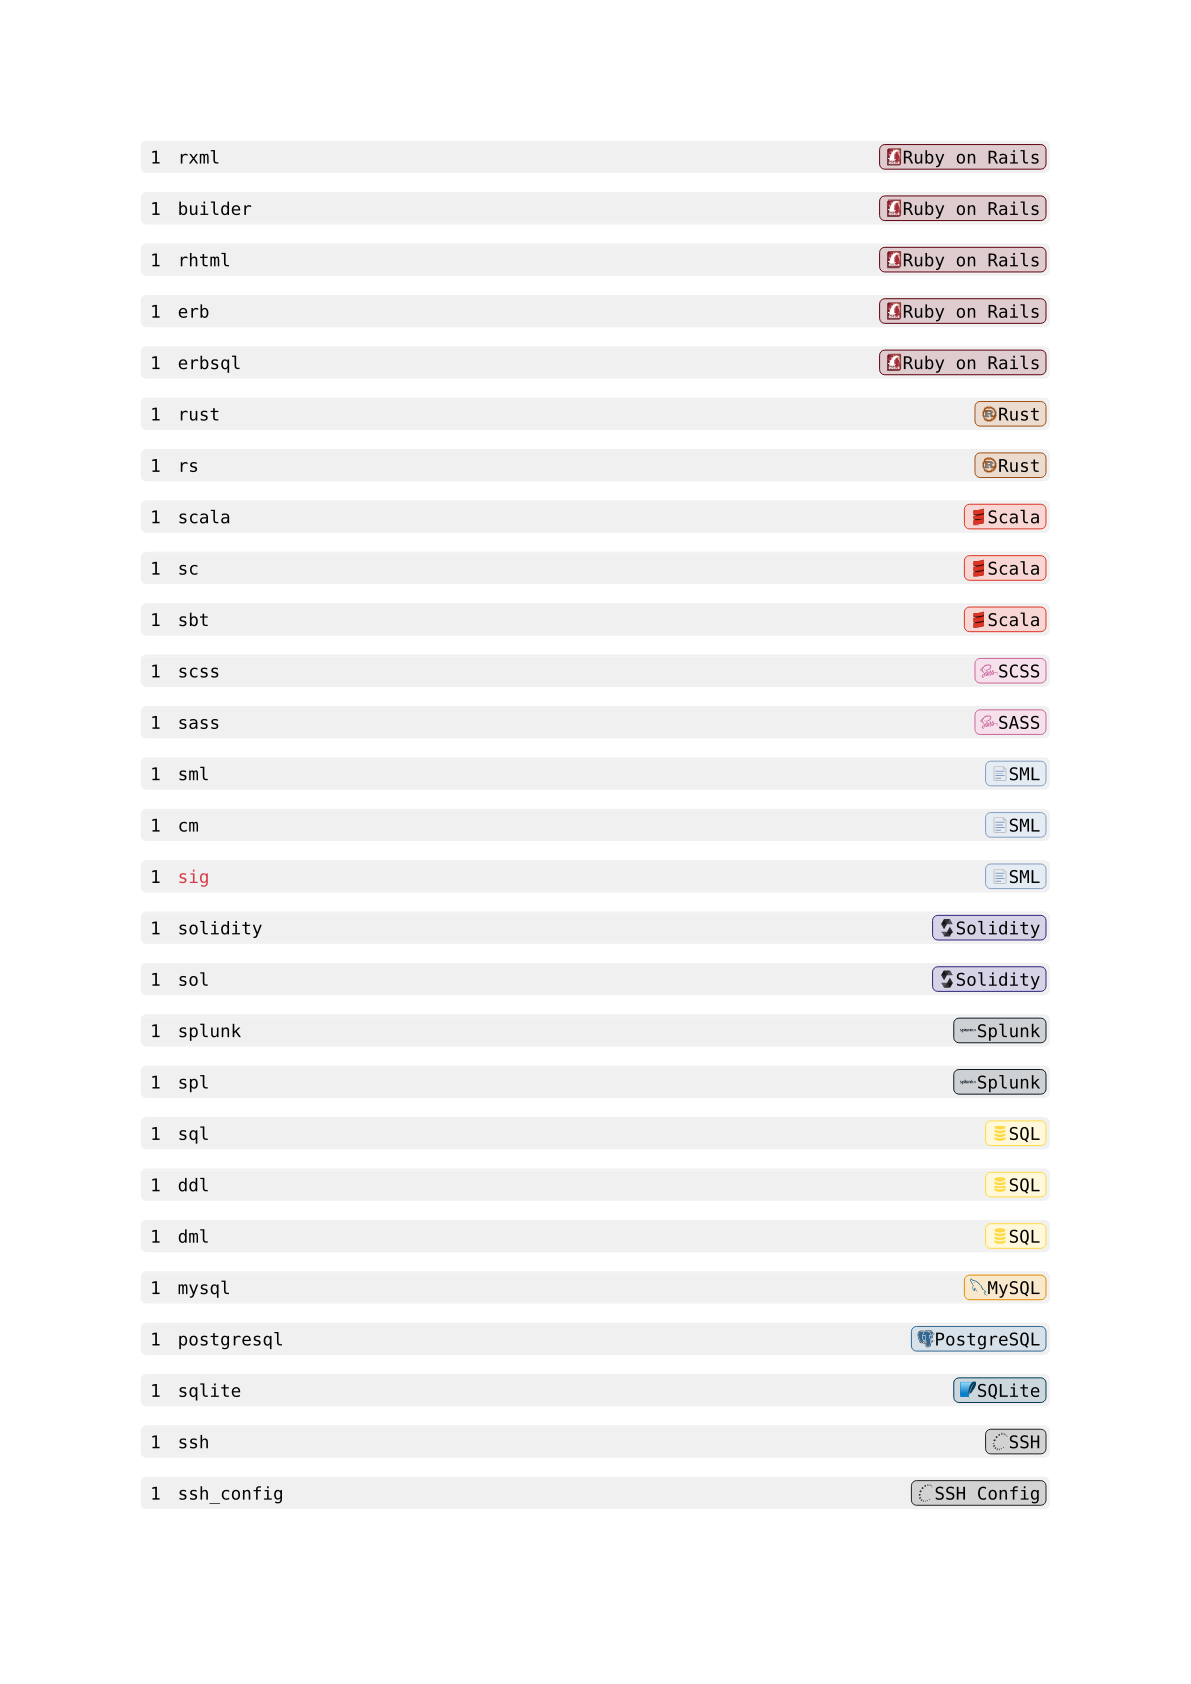 1 rxml Ruby on Rails
1 builder Ruby on Rails
1 rhtml Ruby on Rails
1 erb Ruby on Rails
1 erbsql Ruby on Rails
1 rust Rust
1 rs Rust
1 scala Scala
1 sc Scala
1 sbt Scala
1 scss SCSS
1 sass SASS
1 sml SML
1 cm SML
1 sig SML
1 solidity Solidity
1 sol Solidity
1 splunk Splunk
1 spl Splunk
1 sql SQL
1 ddl SQL
1 dml SQL
1 mysql MySQL
1 postgresql PostgreSQL
1 sqlite SQLite
1 ssh SSH
1 ssh_config SSH Config